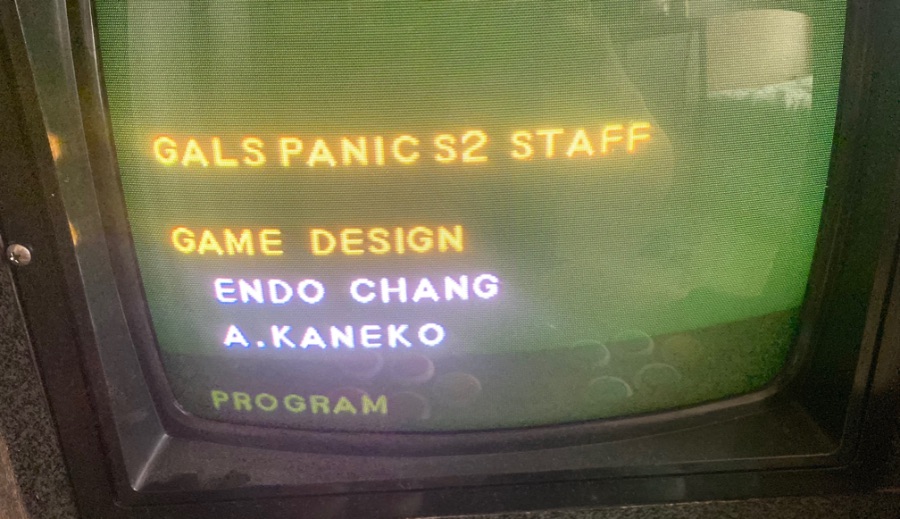 GALS PANIC S2 STAFF
GAME DESIGN
ENDO CHANG
A.KANEKO
PROGRAM